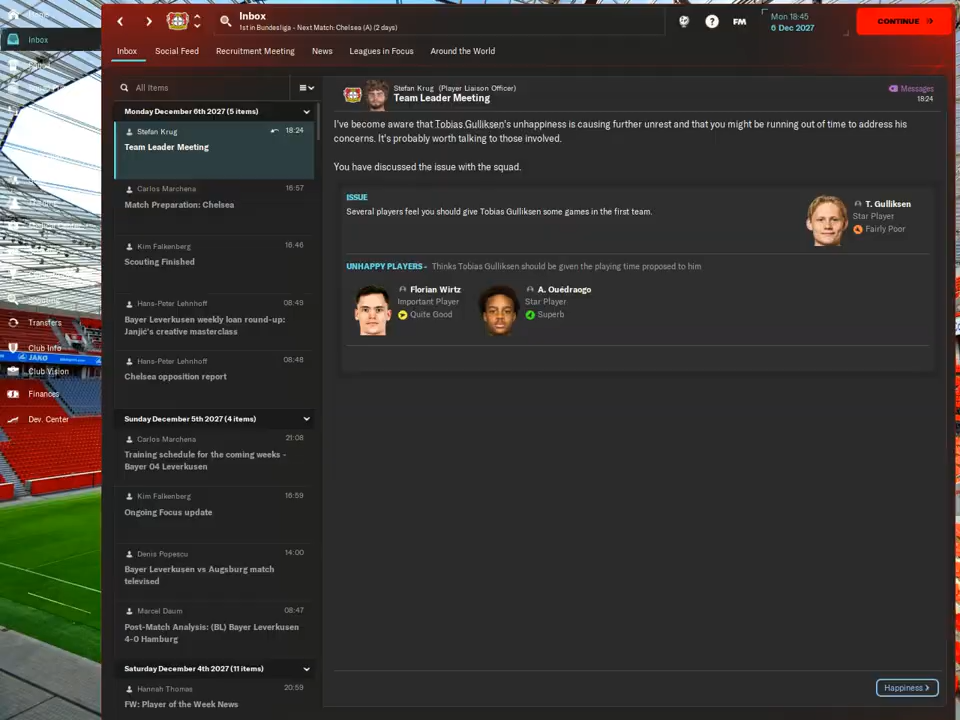 Inbox
1st in Bundesliga - Next Match: Chelsea (A) (2 days)
FM
Mon 18:45
6 Dec 2027
CONTINUE
Inbox
Social Feed
Recruitment Meeting
News
Leagues in Focus
Around the World
Inbox
Transfers
Club Info
Club Vision
Finances
Dev. Center
JAKO
All Items
Monday December 6th 2027 (5 items)
Stefan Krug
18:24
Team Leader Meeting
Carlos Marchena
16:57
Match Preparation: Chelsea
Kim Falkenberg
16:46
Scouting Finished
Hans-Peter Lehnhoff
08:49
Bayer Leverkusen weekly loan round-up:
Janjić's creative masterclass
Hans-Peter Lehnhoff
08:48
Chelsea opposition report
Sunday December 5th 2027 (4 items)
Carlos Marchena
21:08
Training schedule for the coming weeks -
Bayer 04 Leverkusen
Kim Falkenberg
16:59
Ongoing Focus update
Denis Popescu
14:00
Bayer Leverkusen vs Augsburg match
televised
Marcel Daum
08:47
Post-Match Analysis: (BL) Bayer Leverkusen
4-0 Hamburg
Saturday December 4th 2027 (11 items)
Hannah Thomas
20:59
FW: Player of the Week News
Stefan Krug (Player Liaison Officer)
Team Leader Meeting
Messages
18:24
I've become aware that Tobias Gulliksen's unhappiness is causing further unrest and that you might be running out of time to address his
concerns. It's probably worth talking to those involved.
You have discussed the issue with the squad.
ISSUE
Several players feel you should give Tobias Gulliksen some games in the first team.
T. Gulliksen
Star Player
Fairly Poor
UNHAPPY PLAYERS - Thinks Tobias Gulliksen should be given the playing time proposed to him
Florian Wirtz
Important Player
Quite Good
A. Ouédraogo
Star Player
Superb
Happiness >